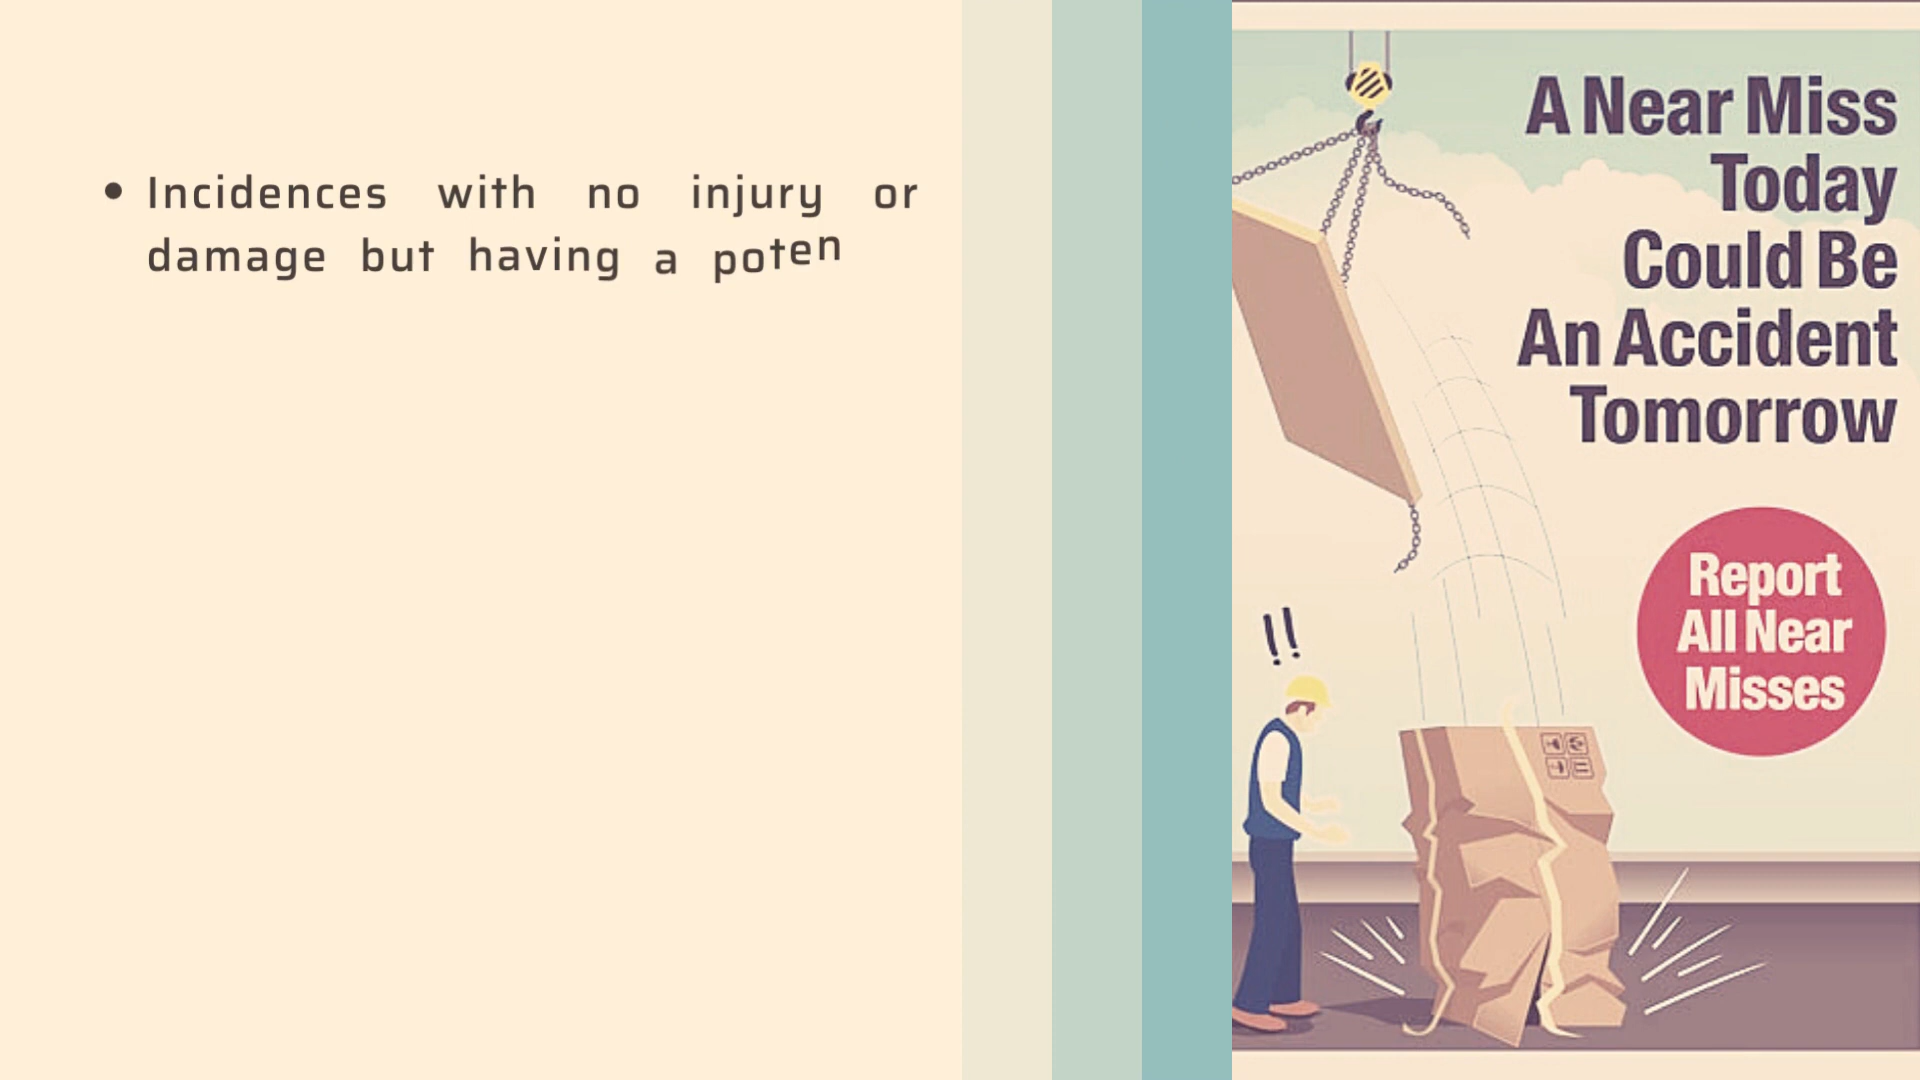 • Incidences with no injury or
damage but having a poten
A Near Miss
Today
Could Be
An Accident
Tomorrow
!!
Report
All Near
Misses